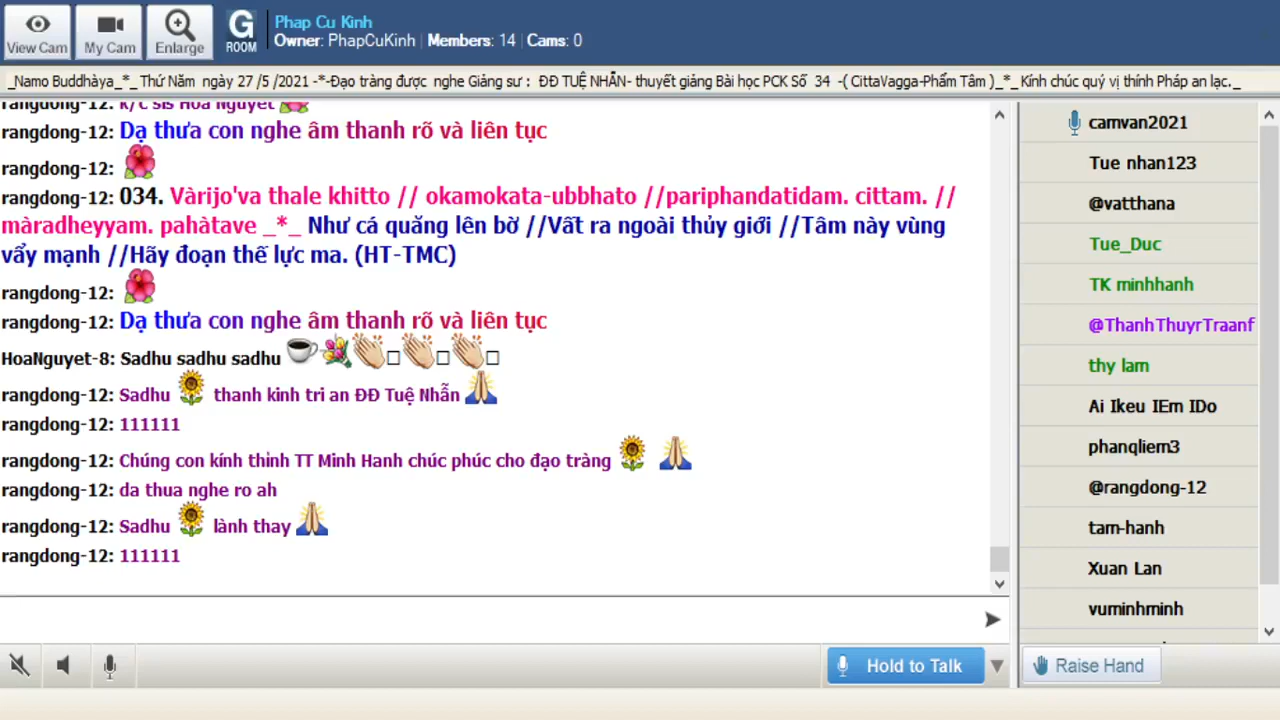 View Cam
My Cam
Enlarge
G ROOM
Phap Cu Kinh
Owner: PhapCuKinh | Members: 14 | Cams: 0
_Namo Buddhàya_*_ Thứ Năm ngày 27 /5 /2021 -*-Đạo tràng được nghe Giảng sư : ĐĐ TUỆ NHẪN- thuyết giảng Bài học PCK Số 34 -( CittaVagga-Phẩm Tâm )_*_ Kính chúc quý vị thính Pháp an lạc._
rangdong-12: k/c sis Hoa Nguyet
rangdong-12: Dạ thưa con nghe âm thanh rõ và liên tục
rangdong-12:
rangdong-12: 034. Vàrijo'va thale khitto // okamokata-ubbhato //pariphandatidam. cittam. //
màradheyyam. pahàtave _*_ Như cá quăng lên bờ //Vất ra ngoài thủy giới //Tâm này vùng
vẩy mạnh //Hãy đoạn thế lực ma. (HT-TMC)
rangdong-12:
rangdong-12: Dạ thưa con nghe âm thanh rõ và liên tục
HoaNguyet-8: Sadhu sadhu sadhu
rangdong-12: Sadhu thanh kinh tri an ĐĐ Tuệ Nhẫn
rangdong-12: 111111
rangdong-12: Chúng con kính thỉnh TT Minh Hanh chúc phúc cho đạo tràng
rangdong-12: da thua nghe ro ah
rangdong-12: Sadhu lành thay
rangdong-12: 111111
camvan2021
Tue nhan123
@vatthana
Tue_Duc
TK minhhanh
@ThanhThuyrTraanf
thy lam
Ai Ikeu IEm IDo
phanqliem3
@rangdong-12
tam-hanh
Xuan Lan
vuminhminh
Hold to Talk
Raise Hand